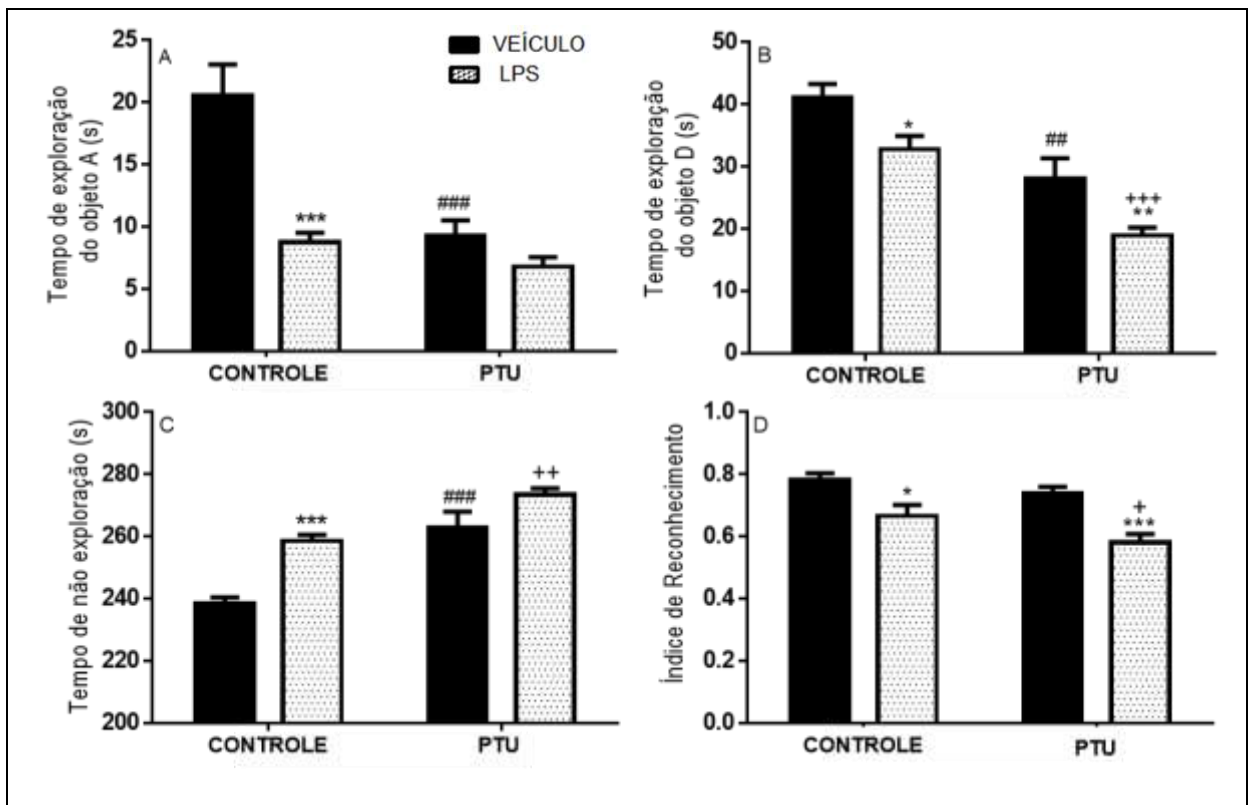 A
VEÍCULO
LPS
Tempo de exploração
do objeto A (s)
25
20
15
10
5
0
***
###
CONTROLE
PTU
B
Tempo de exploração
do objeto D (s)
50
40
30
20
10
0
*
##
+++
**
CONTROLE
PTU
C
Tempo de não exploração (s)
300
280
260
240
220
200
***
###
++
CONTROLE
PTU
D
Índice de Reconhecimento
1.0
0.8
0.6
0.4
0.2
0.0
*
+
***
CONTROLE
PTU